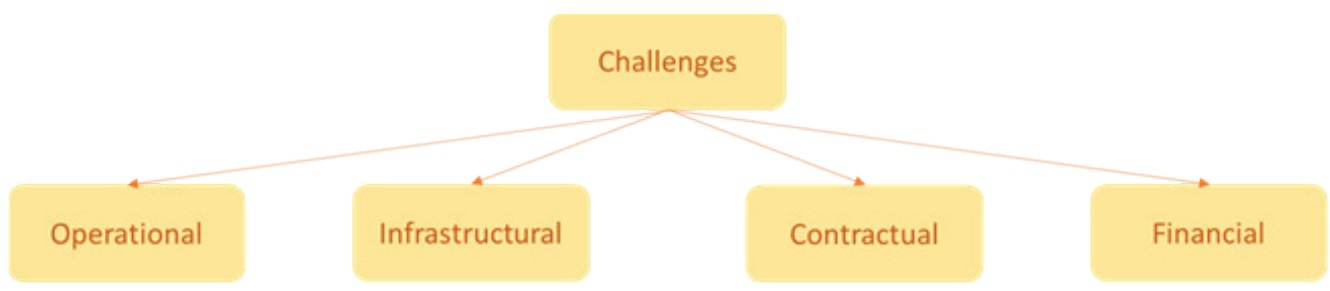 Challenges
Operational
Infrastructural
Contractual
Financial